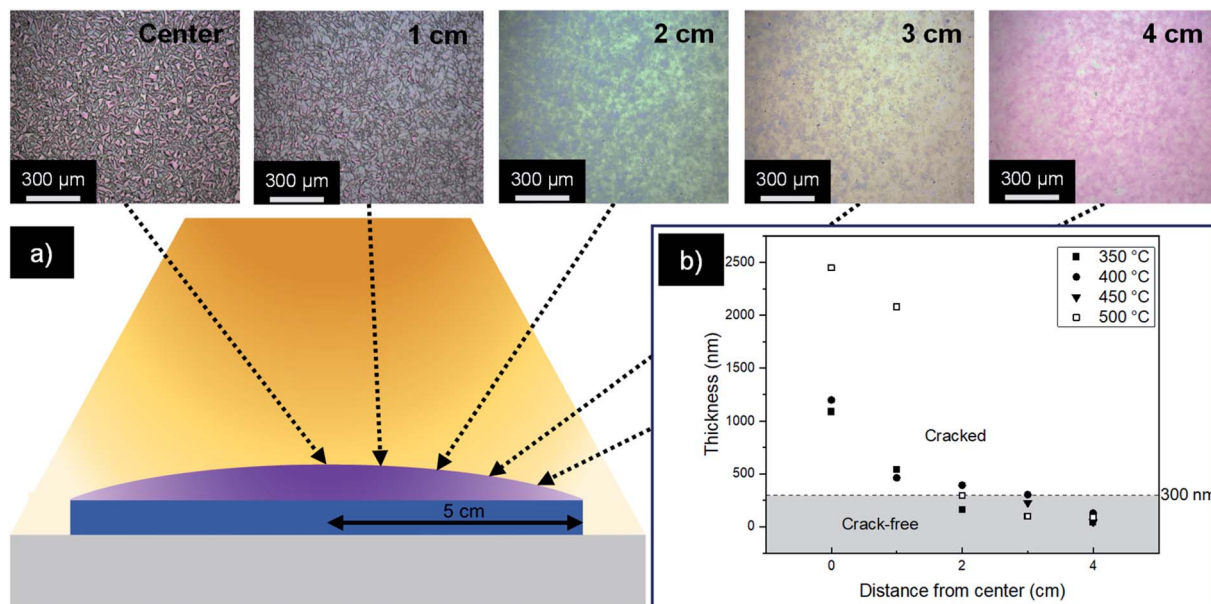 Center
300 µm
1 cm
300 µm
2 cm
300 µm
3 cm
300 µm
4 cm
300 µm
a)
5 cm
b)
350 °C
400 °C
450 °C
500 °C
2500
2000
1500
1000
500
0
Thickness (nm)
Cracked
Crack-free
300 nm
0
2
4
Distance from center (cm)